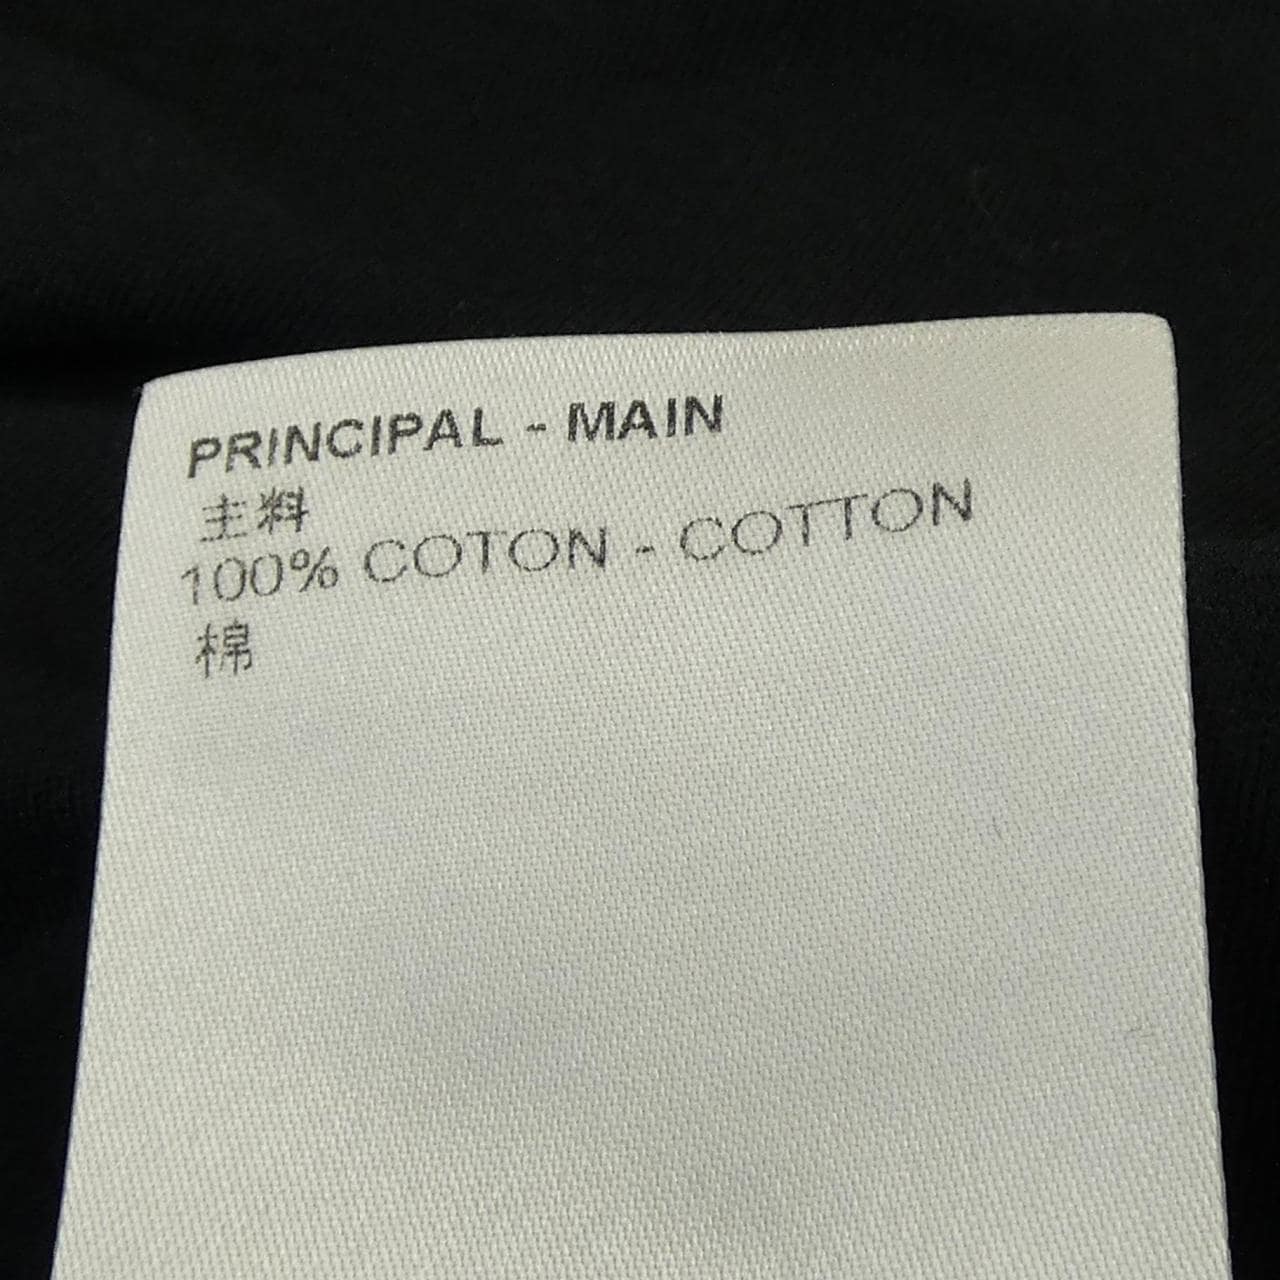 PRINCIPAL - MAIN
主料
100% COTON - COTTON
棉